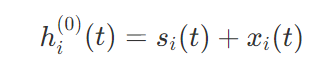 h_i^{(0)}(t) = s_i(t) + x_i(t)